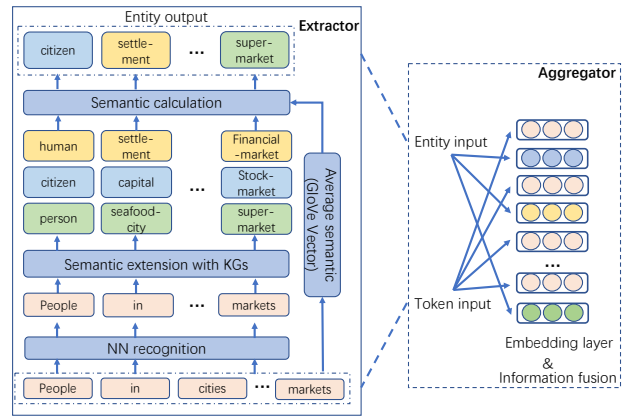 Entity output
Extractor
citizen
settle-
ment
...
super-
market
Semantic calculation
human
settle-
ment
Financial
-market
citizen
capital
...
Stock-
market
person
seafood-
city
super-
market
Average semantic
(GloVe Vector)
Semantic extension with KGs
People
in
...
markets
NN recognition
People
in
cities
...
markets
Aggregator
Entity input
Token input
...
Embedding layer
&
Information fusion